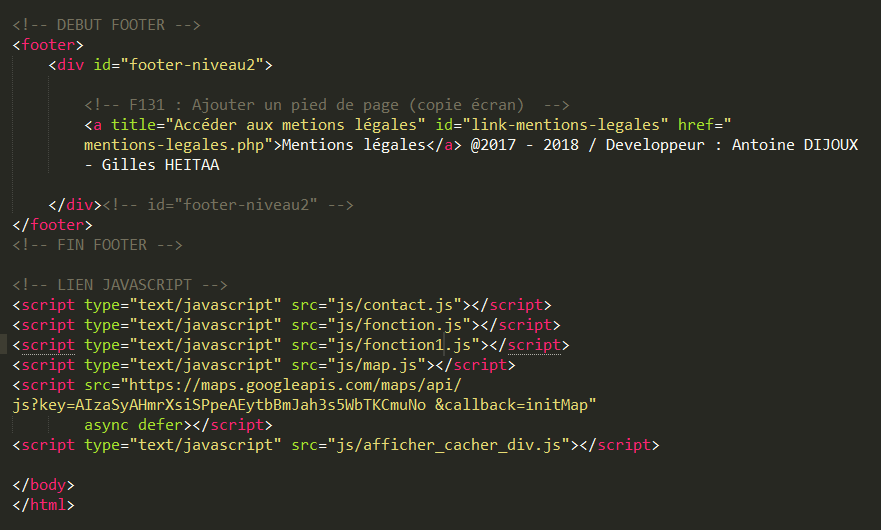 <!-- DEBUT FOOTER -->
<footer>
<div id="footer-niveau2">
<!-- F131 : Ajouter un pied de page (copie écran)  -->
<a title="Accéder aux metions légales" id="link-mentions-legales" href="
mentions-legales.php">Mentions légales</a> @2017 - 2018 / Developpeur : Antoine DIJOUX
- Gilles HEITAA
</div><!-- id="footer-niveau2" -->
</footer>
<!-- FIN FOOTER -->
<!-- LIEN JAVASCRIPT -->
<script type="text/javascript" src="js/contact.js"></script>
<script type="text/javascript" src="js/fonction.js"></script>
<script type="text/javascript" src="js/fonction1.js"></script>
<script type="text/javascript" src="js/map.js"></script>
<script src="https://maps.googleapis.com/maps/api/
js?key=AIzaSyAHmrXsiSPpeAEytbBmJah3s5WbTKCmuNo &callback=initMap"
async defer></script>
<script type="text/javascript" src="js/afficher_cacher_div.js"></script>
</body>
</html>